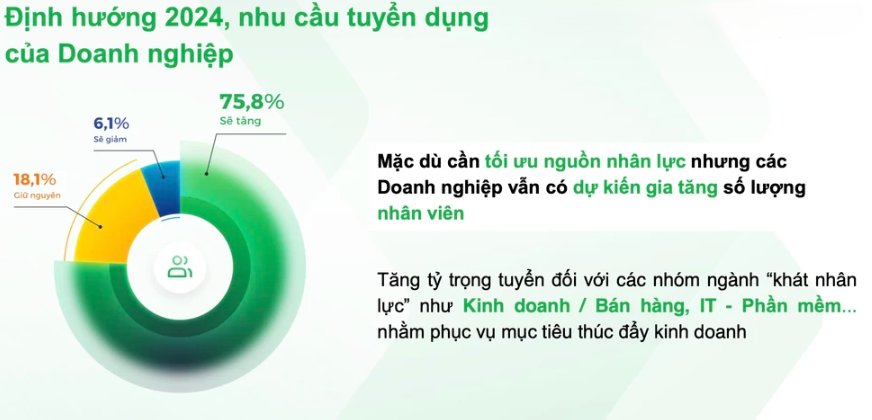 Định hướng 2024, nhu cầu tuyển dụng
của Doanh nghiệp
75,8%
Sẽ tăng
6,1%
Sẽ giảm
18,1%
Giữ nguyên
Mặc dù cần tối ưu nguồn nhân lực nhưng các
Doanh nghiệp vẫn có dự kiến gia tăng số lượng
nhân viên
Tăng tỷ trọng tuyển đối với các nhóm ngành “khát nhân
lực” như Kinh doanh / Bán hàng, IT - Phần mềm...
nhằm phục vụ mục tiêu thúc đẩy kinh doanh